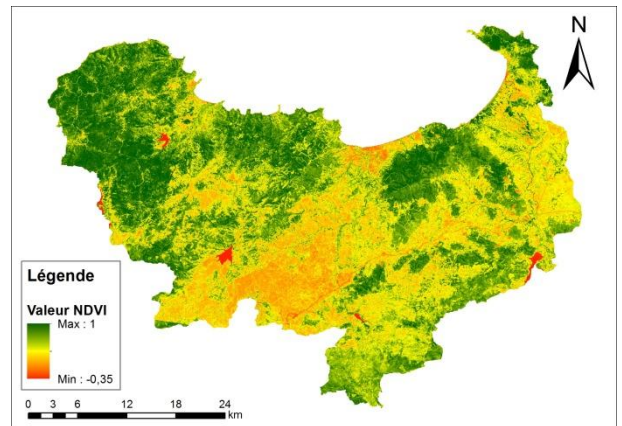 N
Légende
Valeur NDVI
Max : 1
Min : -0,35
0 3 6 12 18 24
km